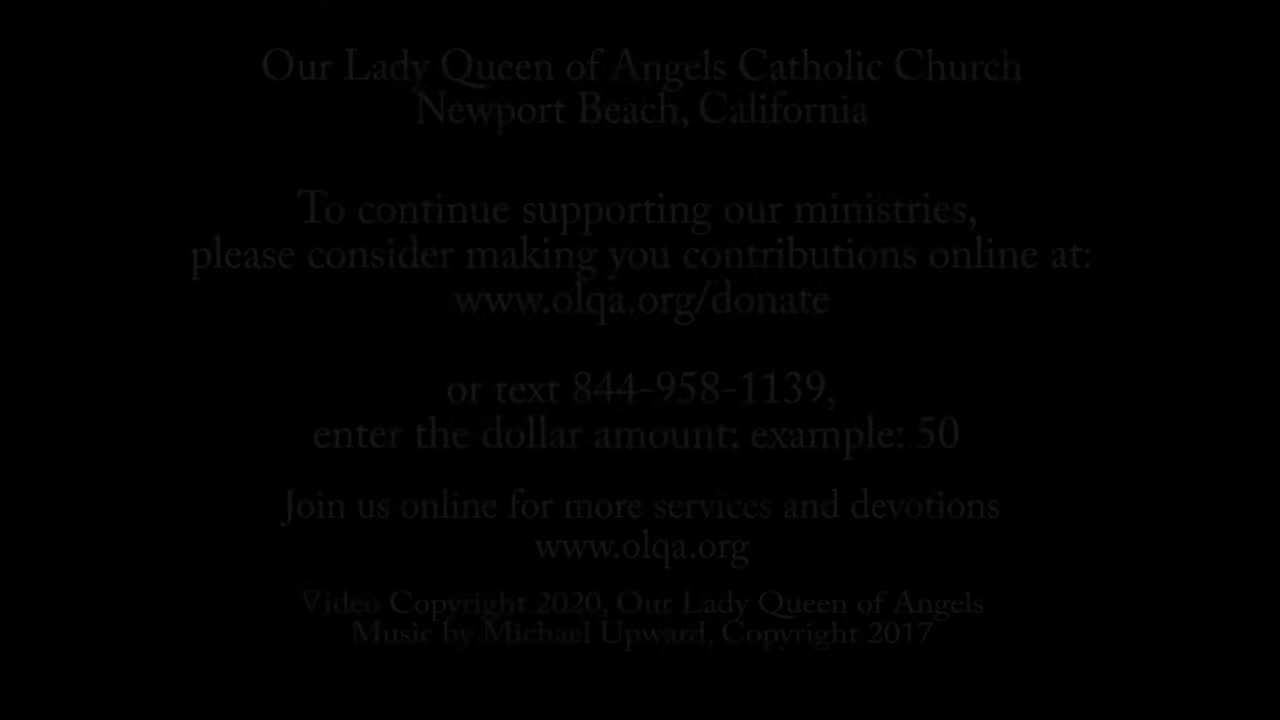 Our Lady Queen of Angels Catholic Church
Newport Beach, California
To continue supporting our ministries,
please consider making you contributions online at:
www.olqa.org/donate
or text 844-958-1139,
enter the dollar amount; example: 50
Join us online for more services and devotions
www.olqa.org
Video Copyright 2020, Our Lady Queen of Angels
Music by Michael Upward, Copyright 2017